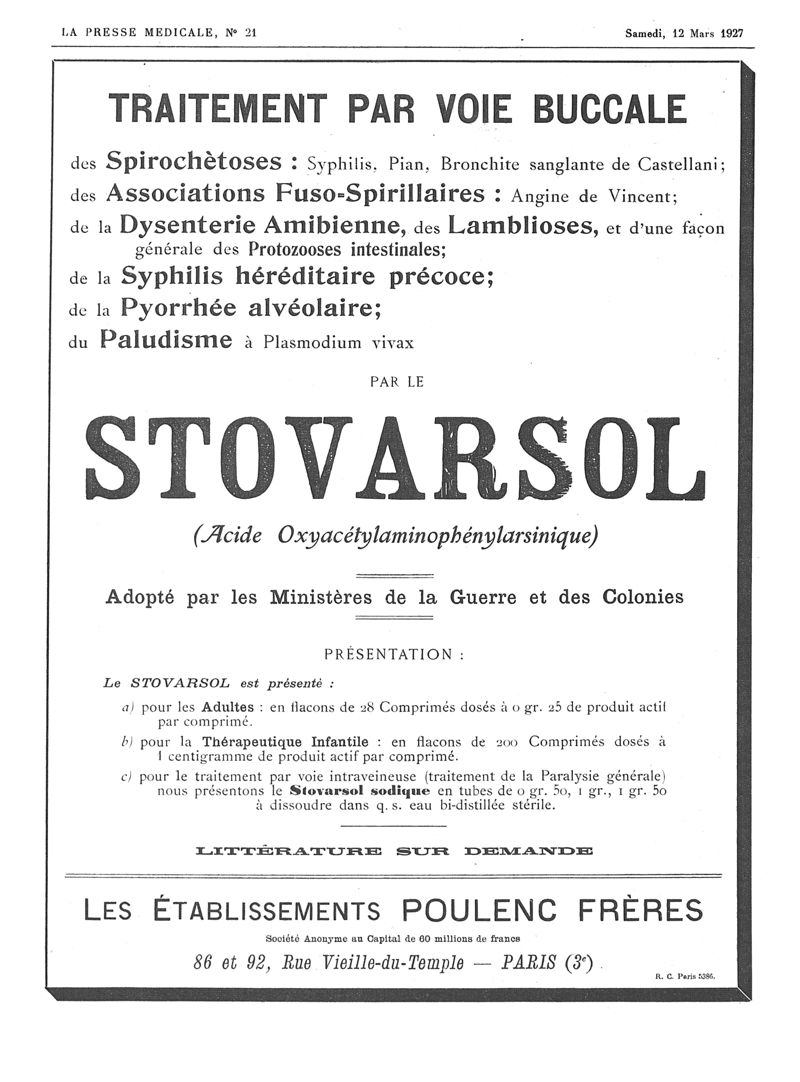 LA PRESSE MEDICALE, Nº 21
Samedi, 12 Mars 1927
TRAITEMENT PAR VOIE BUCCALE
des Spirochètoses : Syphilis, Pian, Bronchite sanglante de Castellani;
des Associations Fuso-Spirillaires : Angine de Vincent;
de la Dysenterie Amibienne, des Lamblioses, et d'une façon
générale des Protozooses intestinales;
de la Syphilis héréditaire précoce;
de la Pyorrhée alvéolaire;
du Paludisme à Plasmodium vivax
PAR LE
STOVARSOL
(Acide Oxyacétylaminophénylarsinique)
Adopté par les Ministères de la Guerre et des Colonies
PRÉSENTATION :
Le STOVARSOL est présenté :
a) pour les Adultes : en flacons de 28 Comprimés dosés à 0 gr. 25 de produit actif
par comprimé.
b) pour la Thérapeutique Infantile : en flacons de 200 Comprimés dosés à
1 centigramme de produit actif par comprimé.
c) pour le traitement par voie intraveineuse (traitement de la Paralysie générale)
nous présentons le Stovarsol sodique en tubes de 0 gr. 50, 1 gr., 1 gr. 50
à dissoudre dans q. s. eau bi-distillée stérile.
LITTÉRATURE SUR DEMANDE
LES ÉTABLISSEMENTS POULENC FRÈRES
Société Anonyme au Capital de 60 millions de francs
86 et 92, Rue Vieille-du-Temple — PARIS (3e)
R. C. Paris 5386.